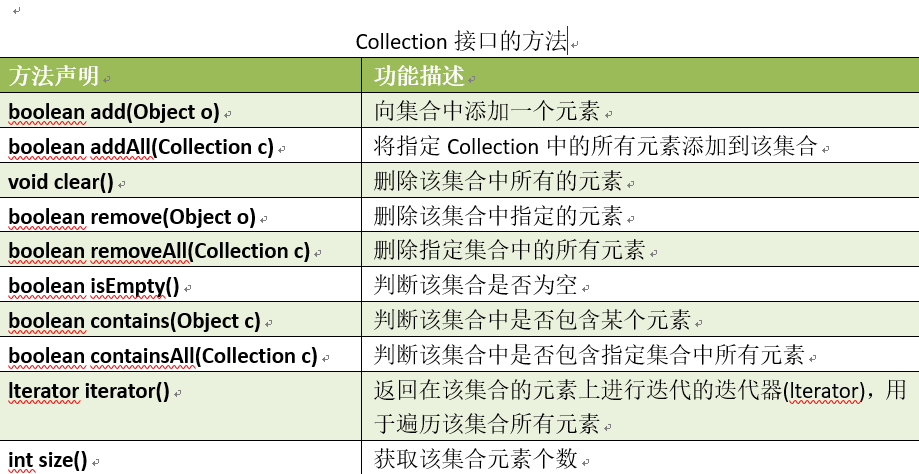 Collection 接口的方法
方法声明 功能描述
boolean add(Object o) 向集合中添加一个元素
boolean addAll(Collection c) 将指定 Collection 中的所有元素添加到该集合
void clear() 删除该集合中所有的元素
boolean remove(Object o) 删除该集合中指定的元素
boolean removeAll(Collection c) 删除指定集合中的所有元素
boolean isEmpty() 判断该集合是否为空
boolean contains(Object c) 判断该集合中是否包含某个元素
boolean containsAll(Collection c) 判断该集合中是否包含指定集合中所有元素
Iterator iterator() 返回在该集合的元素上进行迭代的迭代器(Iterator)，用
于遍历该集合所有元素
int size() 获取该集合元素个数